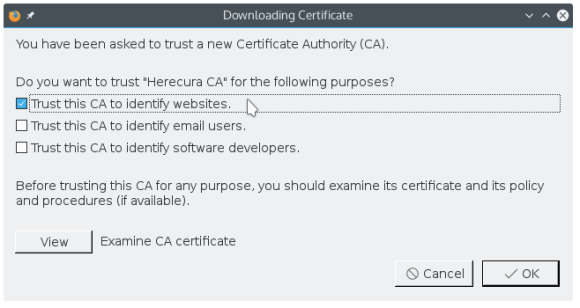 Downloading Certificate
You have been asked to trust a new Certificate Authority (CA).
Do you want to trust "Herecura CA" for the following purposes?
Trust this CA to identify websites.
Trust this CA to identify email users.
Trust this CA to identify software developers.
Before trusting this CA for any purpose, you should examine its certificate and its policy
and procedures (if available).
View Examine CA certificate
Cancel OK